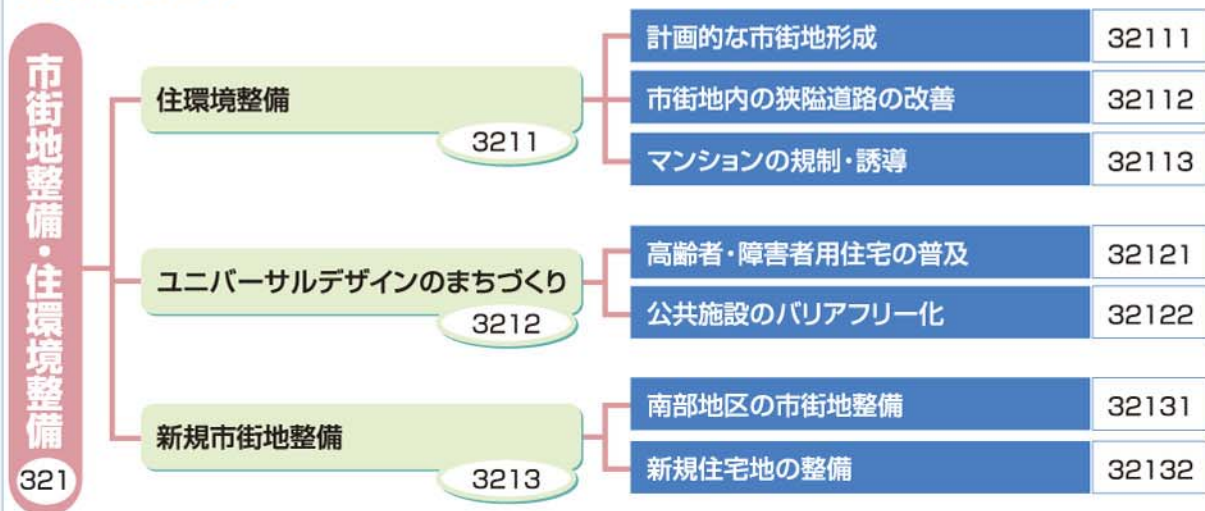 市街地整備・住環境整備
321
住環境整備
3211
計画的な市街地形成
32111
市街地内の狭隘道路の改善
32112
マンションの規制・誘導
32113
ユニバーサルデザインのまちづくり
3212
高齢者・障害者用住宅の普及
32121
公共施設のバリアフリー化
32122
新規市街地整備
3213
南部地区の市街地整備
32131
新規住宅地の整備
32132